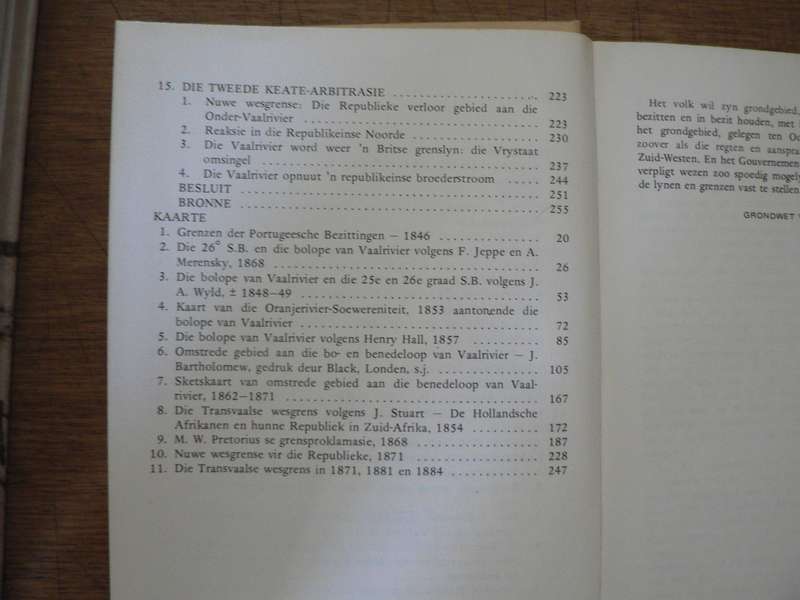 15. DIE TWEEDE KEATE-ARBITRASIE ........................ 223
1. Nuwe wesgrense: Die Republieke verloor gebied aan die
Onder-Vaalrivier ........................ 223
2. Reaksie in die Republikeinse Noorde ........................ 230
3. Die Vaalrivier word weer 'n Britse grenslyn: die Vrystaat
omsingel ........................ 237
4. Die Vaalrivier opnuut 'n republikeinse broederstroom ..... 244
BESLUIT ........................ 251
BRONNE ........................ 255
KAARTE
1. Grenzen der Portugeesche Bezittingen — 1846 ............... 20
2. Die 26° S.B. en die bolope van Vaalrivier volgens F. Jeppe en A.
Merensky, 1868 ........................ 26
3. Die bolope van Vaalrivier en die 25e en 26e graad S.B. volgens J.
A. Wyld, ± 1848—49 ........................ 53
4. Kaart van die Oranjerivier-Soewereniteit, 1853 aantonende die
bolope van Vaalrivier ........................ 72
5. Die bolope van Vaalrivier volgens Henry Hall, 1857 ........... 85
6. Omstrede gebied aan die bo- en benedeloop van Vaalrivier — J.
Bartholomew, gedruk deur Black, Londen, s.j. ............... 105
7. Sketskaart van omstrede gebied aan die benedeloop van Vaal-
rivier, 1862—1871 ........................ 167
8. Die Transvaalse wesgrens volgens J. Stuart — De Hollandsche
Afrikanen en hunne Republiek in Zuid-Afrika, 1854 .......... 172
9. M. W. Pretorius se grensproklamasie, 1868 ................ 187
10. Nuwe wesgrense vir die Republieke, 1871 ................ 228
11. Die Transvaalse wesgrens in 1871, 1881 en 1884 ............ 247
Het volk wil zyn grondgebied,
bezitten en in bezit houden, met
het grondgebied, gelegen ten
zoover als die regten en
Zuid-Westen. En het
verpligt wezen zoo spoedig
de lynen en grenzen vast te stellen,
GRONDWET